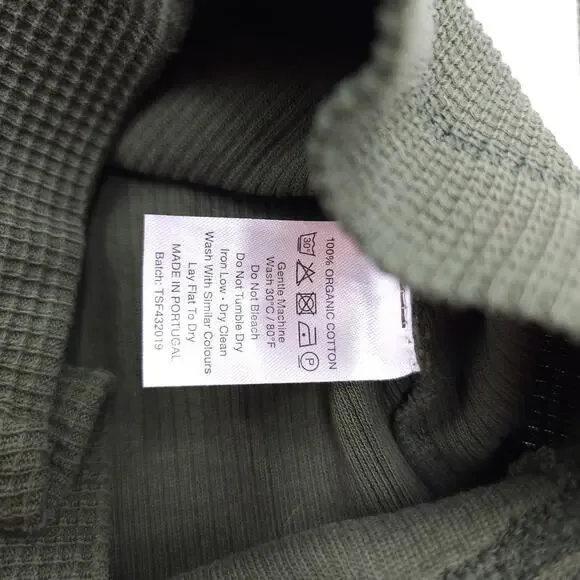 100% ORGANIC COTTON
30°
P
Gentle Machine
Wash 30°C / 80°F
Do Not Bleach
Do Not Tumble Dry
Iron Low - Dry Clean
Wash With Similar Colours
Lay Flat To Dry
MADE IN PORTUGAL
Batch: TSF432019